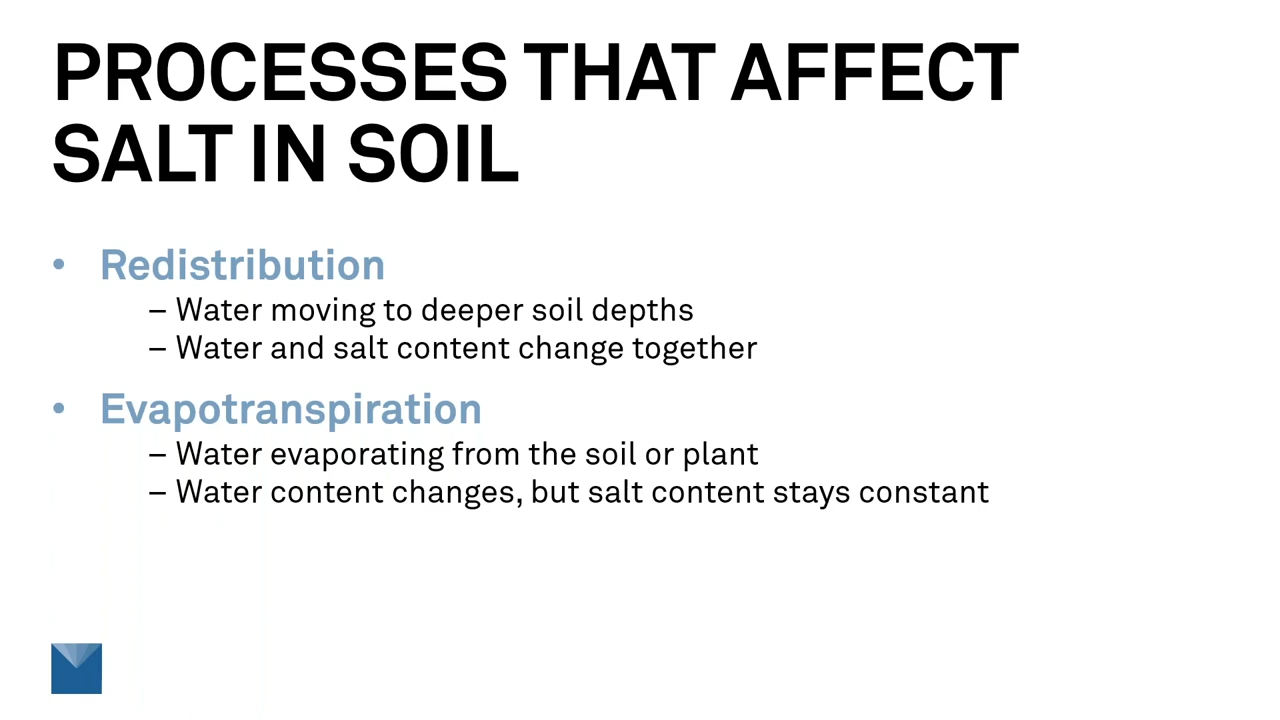 PROCESSES THAT AFFECT
SALT IN SOIL
• Redistribution
– Water moving to deeper soil depths
– Water and salt content change together
• Evapotranspiration
– Water evaporating from the soil or plant
– Water content changes, but salt content stays constant